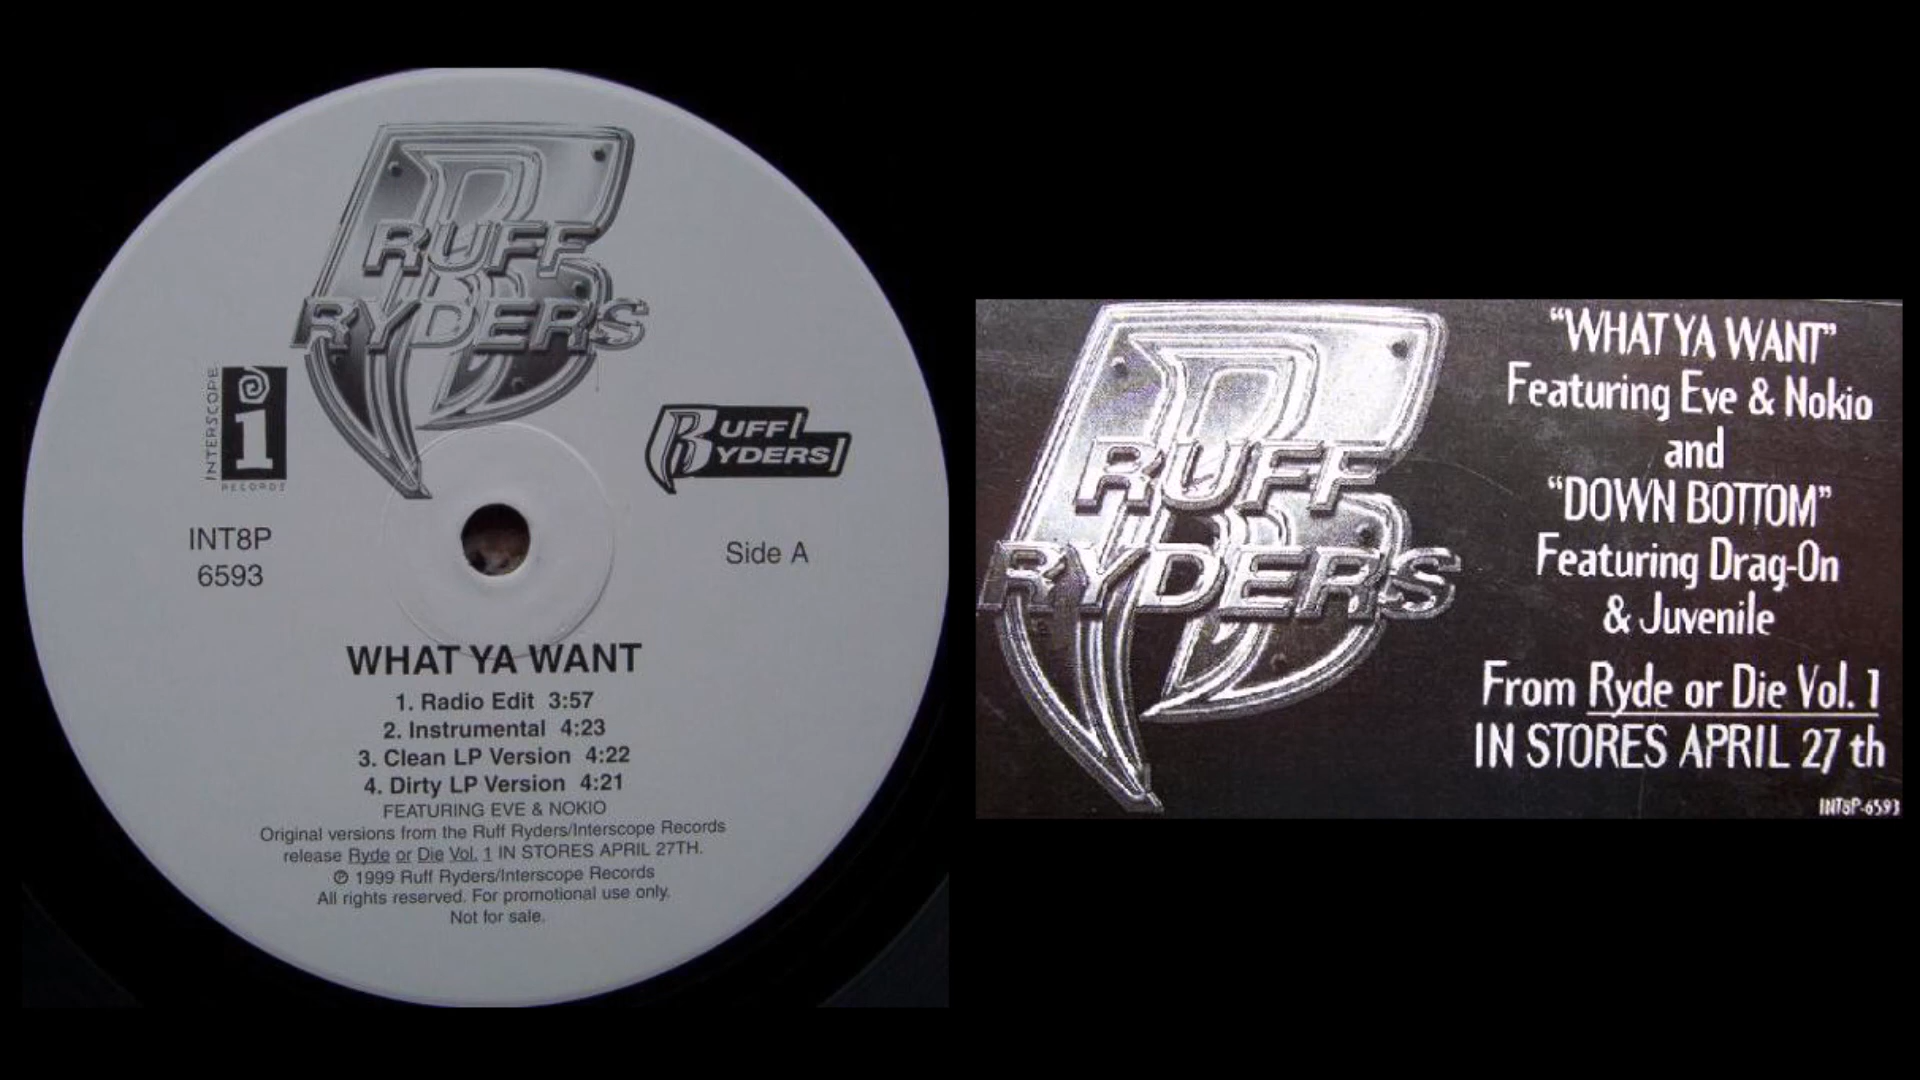 RUFF
RYDERS
INTERSCOPE
i
RECORDS
RUFF
RYDERS
INT8P
6593
Side A
WHAT YA WANT
1. Radio Edit 3:57
2. Instrumental 4:23
3. Clean LP Version 4:22
4. Dirty LP Version 4:21
FEATURING EVE & NOKIO
Original versions from the Ruff Ryders/Interscope Records
release Ryde or Die Vol. 1 IN STORES APRIL 27TH.
℗ 1999 Ruff Ryders/Interscope Records
All rights reserved. For promotional use only.
Not for sale.
RUFF
RYDERS
“WHAT YA WANT”
Featuring Eve & Nokio
and
“DOWN BOTTOM”
Featuring Drag-On
& Juvenile
From Ryde or Die Vol. 1
IN STORES APRIL 27 th
INT8P-6593